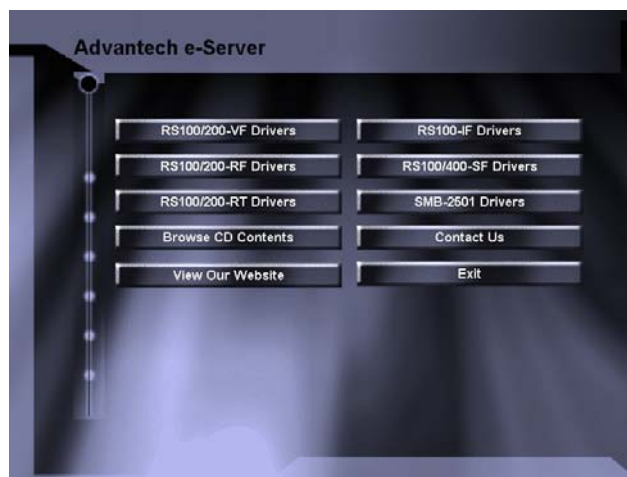 Advantech e-Server
RS100/200-VF Drivers
RS100-IF Drivers
RS100/200-RF Drivers
RS100/400-SF Drivers
RS100/200-RT Drivers
SMB-2501 Drivers
Browse CD Contents
Contact Us
View Our Website
Exit